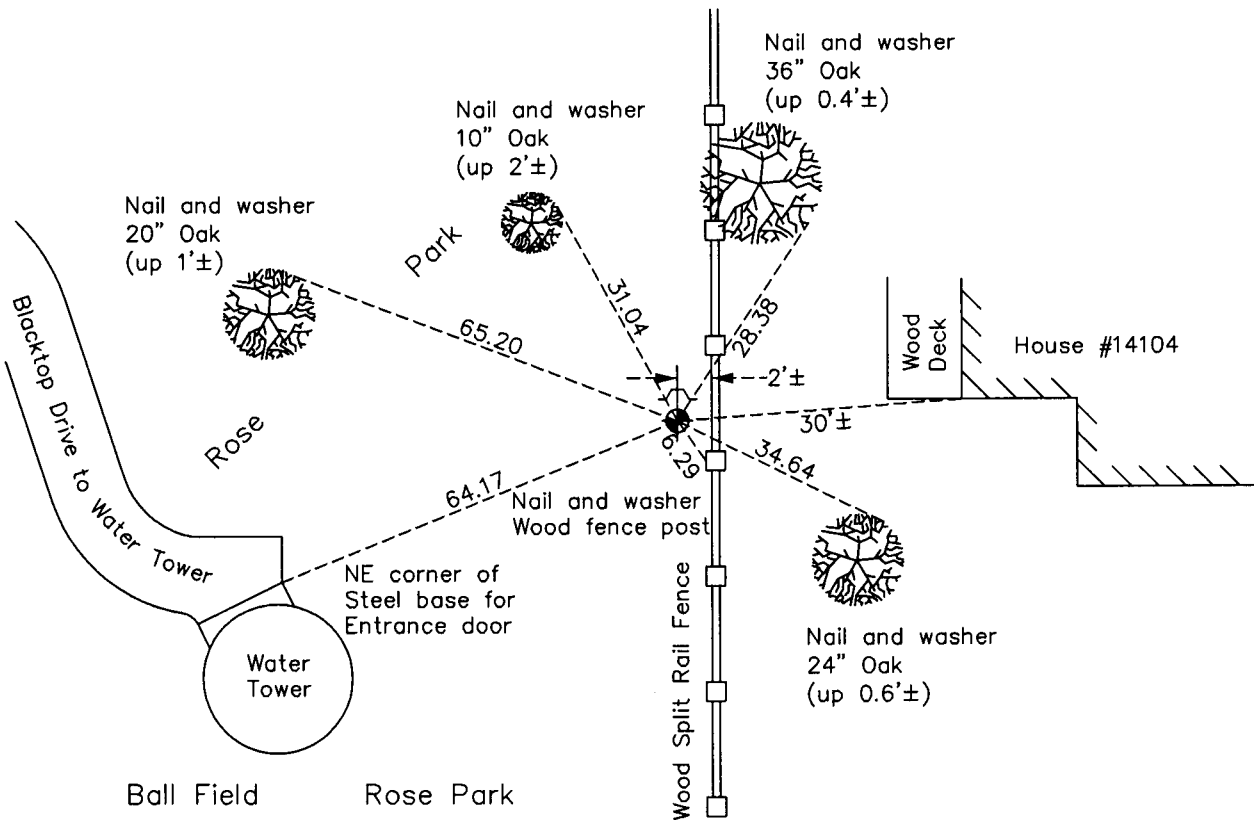 Nail and washer
36" Oak
(up 0.4'±)
Nail and washer
10" Oak
(up 2'±)
Nail and washer
20" Oak
(up 1'±)
Park
Rose
31.04
28.38
65.20
2'±
Wood
Deck
House #14104
30'±
6.29
34.64
64.17
Nail and washer
Wood fence post
Blacktop Drive to Water Tower
NE corner of
Steel base for
Entrance door
Water
Tower
Wood Split Rail Fence
Nail and washer
24" Oak
(up 0.6'±)
Ball Field
Rose Park